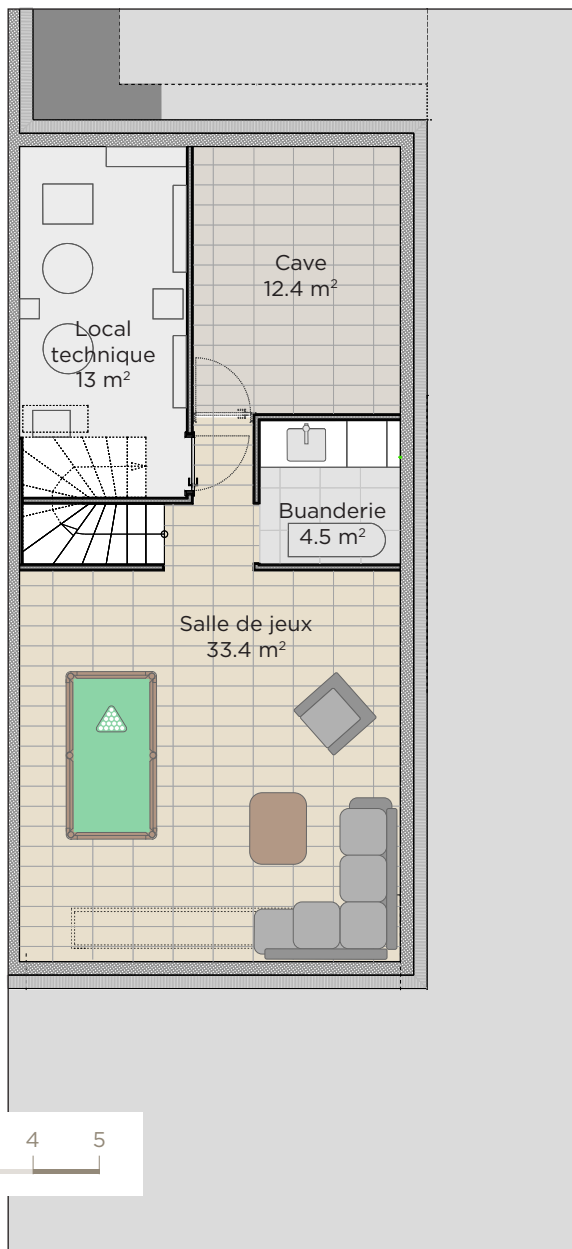 Cave
12.4 m²
Local
technique
13 m²
Buanderie
4.5 m²
Salle de jeux
33.4 m²
4 5